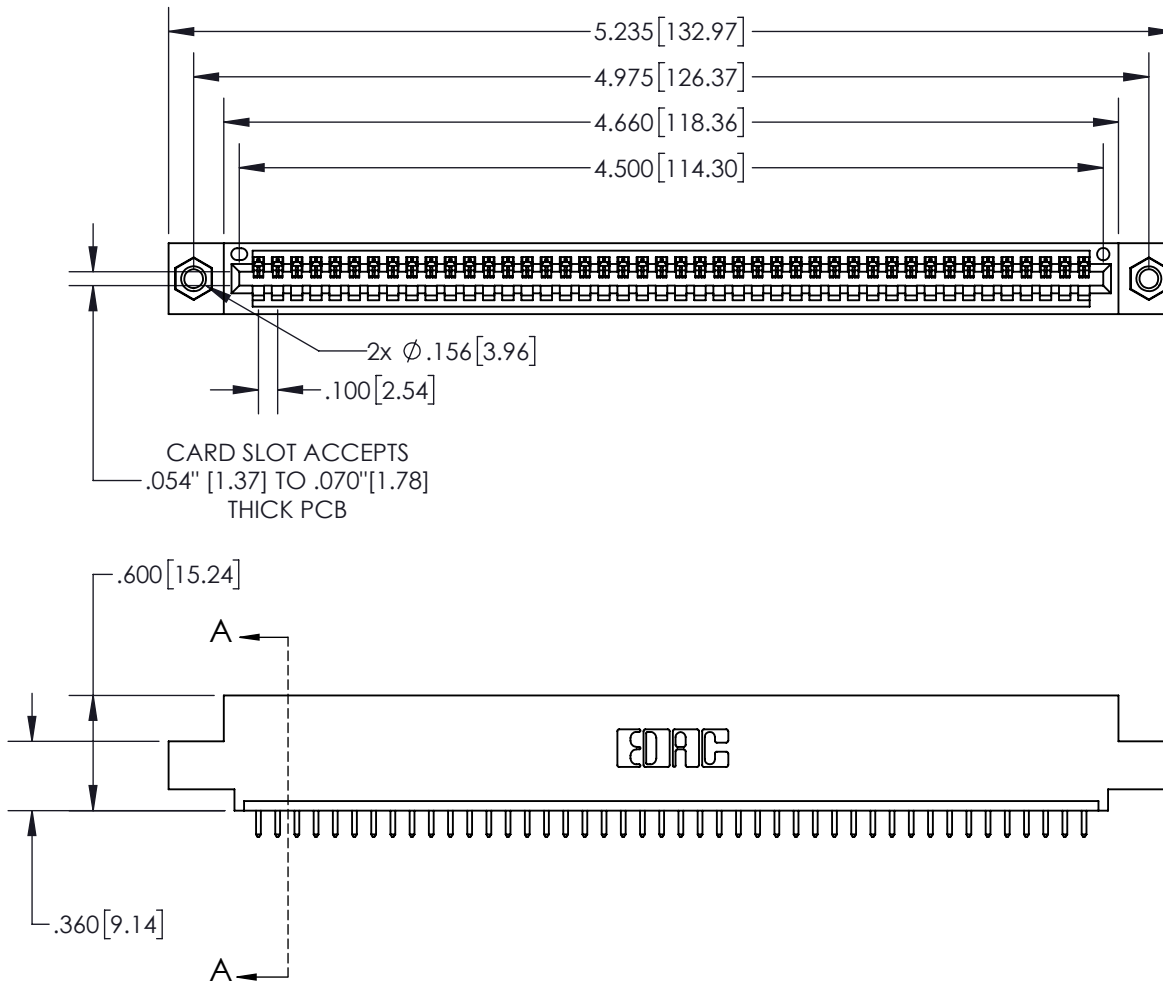 5.235[132.97]
4.975[126.37]
4.660[118.36]
4.500[114.30]
2x Ø.156[3.96]
.100[2.54]
CARD SLOT ACCEPTS
.054" [1.37] TO .070"[1.78]
THICK PCB
.600[15.24]
A
EDAC
.360[9.14]
A